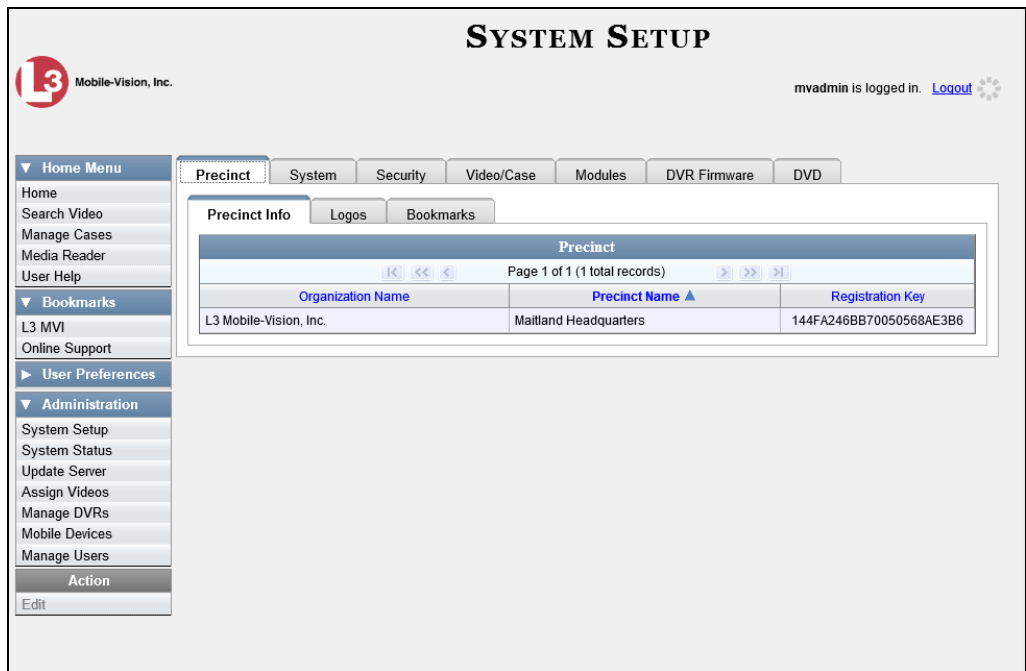 SYSTEM SETUP
L3 Mobile-Vision, Inc.
mvadmin is logged in. Logout
▼ Home Menu
Home
Search Video
Manage Cases
Media Reader
User Help
▼ Bookmarks
L3 MVI
Online Support
▶ User Preferences
▼ Administration
System Setup
System Status
Update Server
Assign Videos
Manage DVRs
Mobile Devices
Manage Users
Action
Edit
Precinct System Security Video/Case Modules DVR Firmware DVD
Precinct Info Logos Bookmarks
Precinct
Page 1 of 1 (1 total records)
Organization Name Precinct Name ▲ Registration Key
L3 Mobile-Vision, Inc. Maitland Headquarters 144FA246BB70050568AE3B6